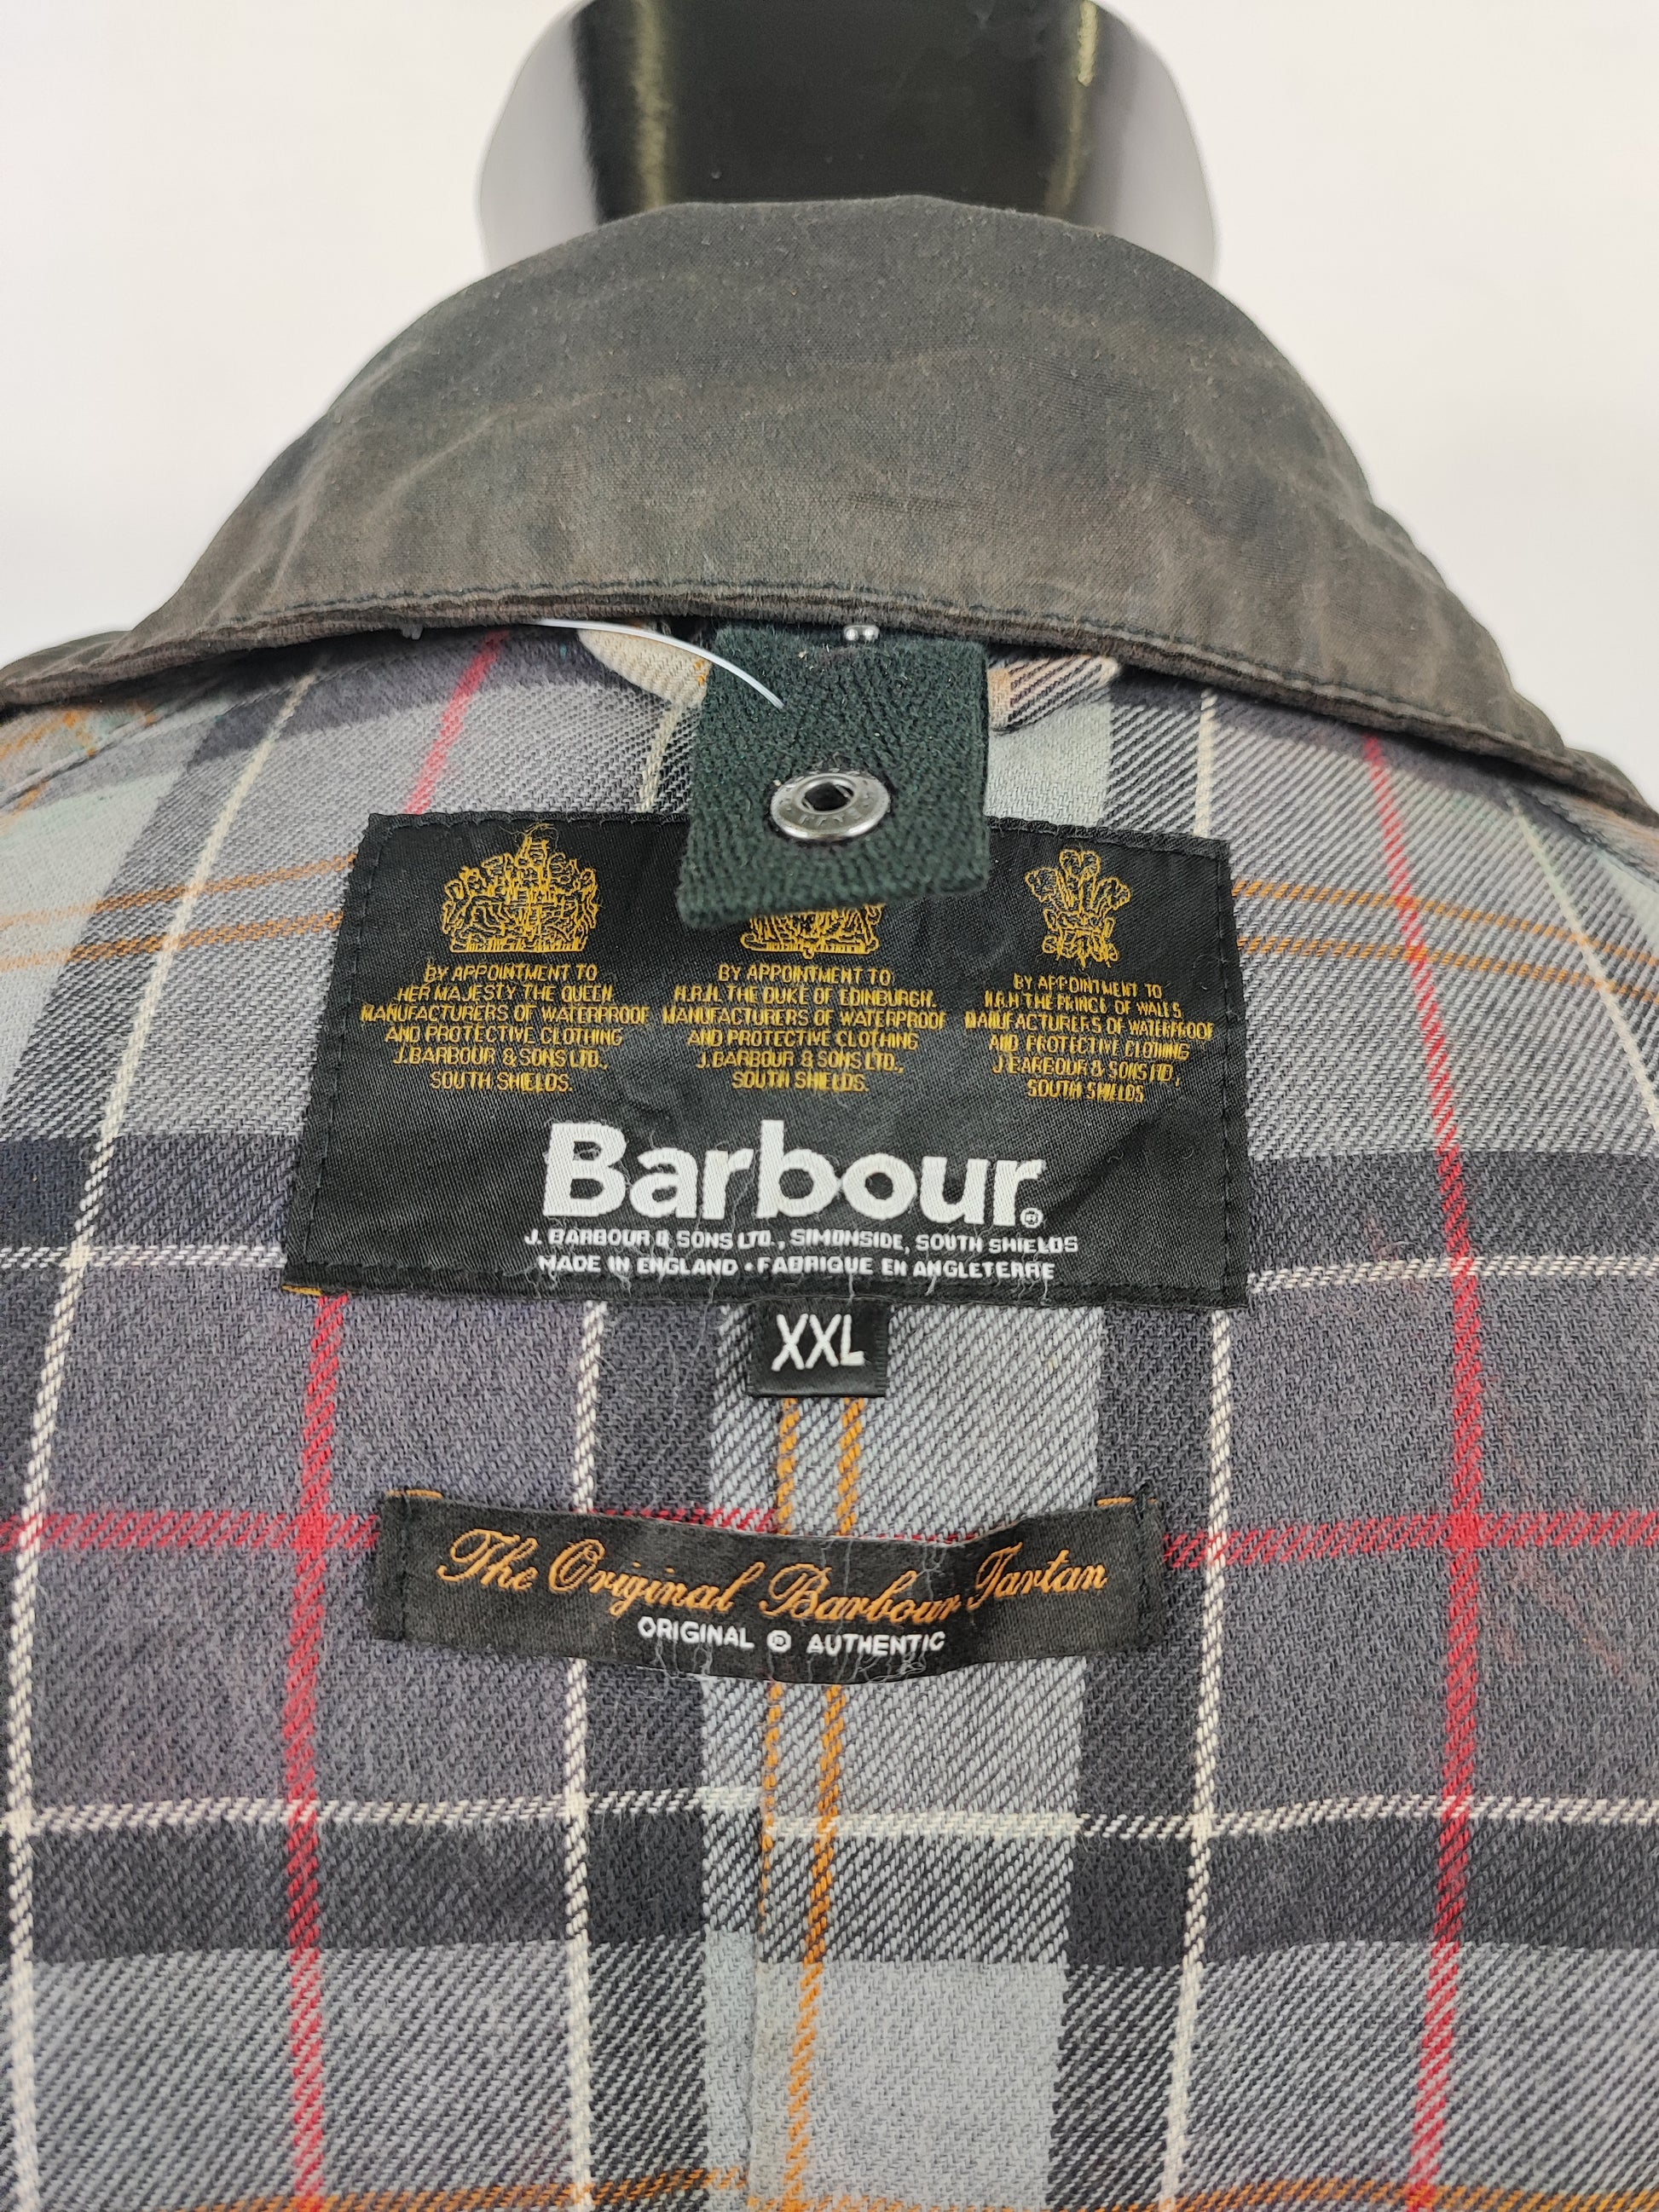 BY APPOINTMENT TO
HER MAJESTY THE QUEEN
MANUFACTURERS OF WATERPROOF
AND PROTECTIVE CLOTHING
J.BARBOUR & SONS LTD.,
SOUTH SHIELDS.
BY APPOINTMENT TO
H.R.H. THE DUKE OF EDINBURGH.
MANUFACTURERS OF WATERPROOF
AND PROTECTIVE CLOTHING
J.BARBOUR & SONS LTD.,
SOUTH SHIELDS.
BY APPOINTMENT TO
H.R.H THE PRINCE OF WALES
MANUFACTURERS OF WATERPROOF
AND PROTECTIVE CLOTHING
J BARBOUR & SONS LTD.,
SOUTH SHIELDS.
Barbour®
J. BARBOUR & SONS LTD., SIMONSIDE, SOUTH SHIELDS
MADE IN ENGLAND • FABRIQUE EN ANGLETERRE
XXL
The Original Barbour Tartan
ORIGINAL ® AUTHENTIC